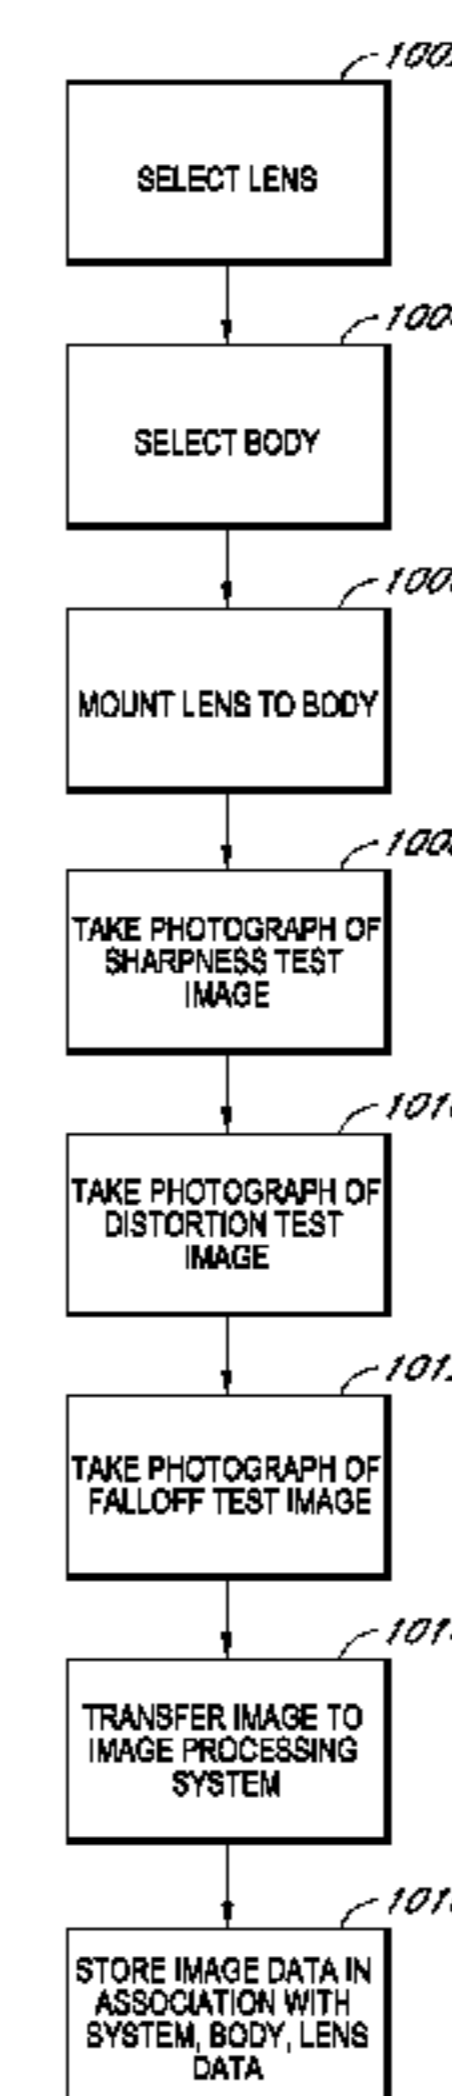 SELECT LENS
SELECT BODY
MOUNT LENS TO BODY
TAKE PHOTOGRAPH OF
SHARPNESS TEST
IMAGE
TAKE PHOTOGRAPH OF
DISTORTION TEST
IMAGE
TAKE PHOTOGRAPH OF
FALLOFF TEST IMAGE
TRANSFER IMAGE TO
IMAGE PROCESSING
SYSTEM
STORE IMAGE DATA IN
ASSOCIATION WITH
SYSTEM, BODY, LENS
DATA